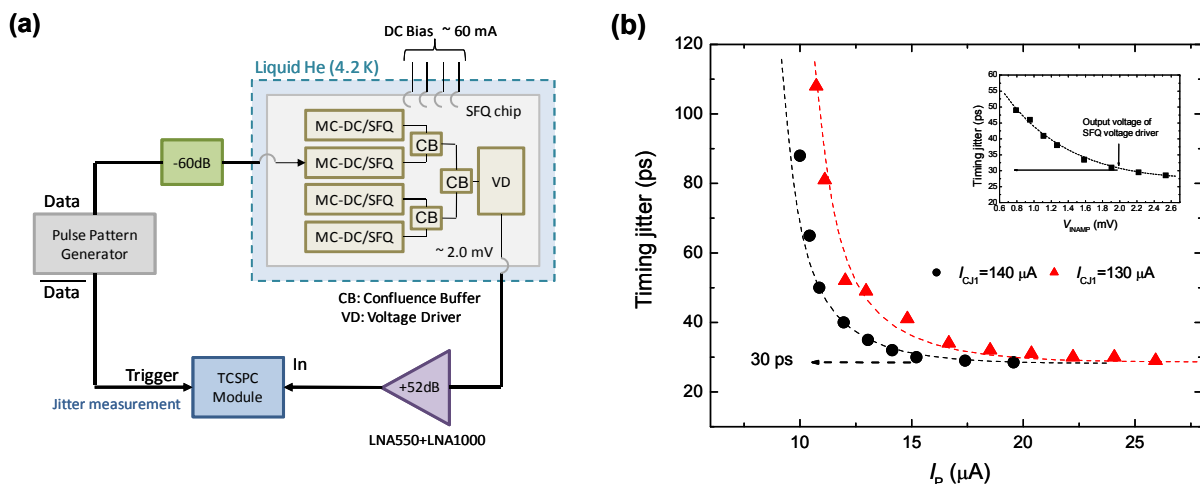 (a)
DC Bias ~ 60 mA
Liquid He (4.2 K)
SFQ chip
MC-DC/SFQ
MC-DC/SFQ
MC-DC/SFQ
MC-DC/SFQ
CB
CB
CB
VD
~ 2.0 mV
-60dB
Data
Pulse Pattern
Generator
Data
CB: Confluence Buffer
VD: Voltage Driver
Trigger
Jitter measurement
TCSPC
Module
In
+52dB
LNA550+LNA1000
(b)
Timing jitter (ps)
120
100
80
60
40
20
30 ps
10
15
20
25
IP (μA)
ICJ1=140 μA
ICJ1=130 μA
Timing jitter (ps)
60
55
50
45
40
35
30
25
20
0.6 0.8 1.0 1.2 1.4 1.6 1.8 2.0 2.2 2.4 2.6
VINAMP (mV)
Output voltage of
SFQ voltage driver